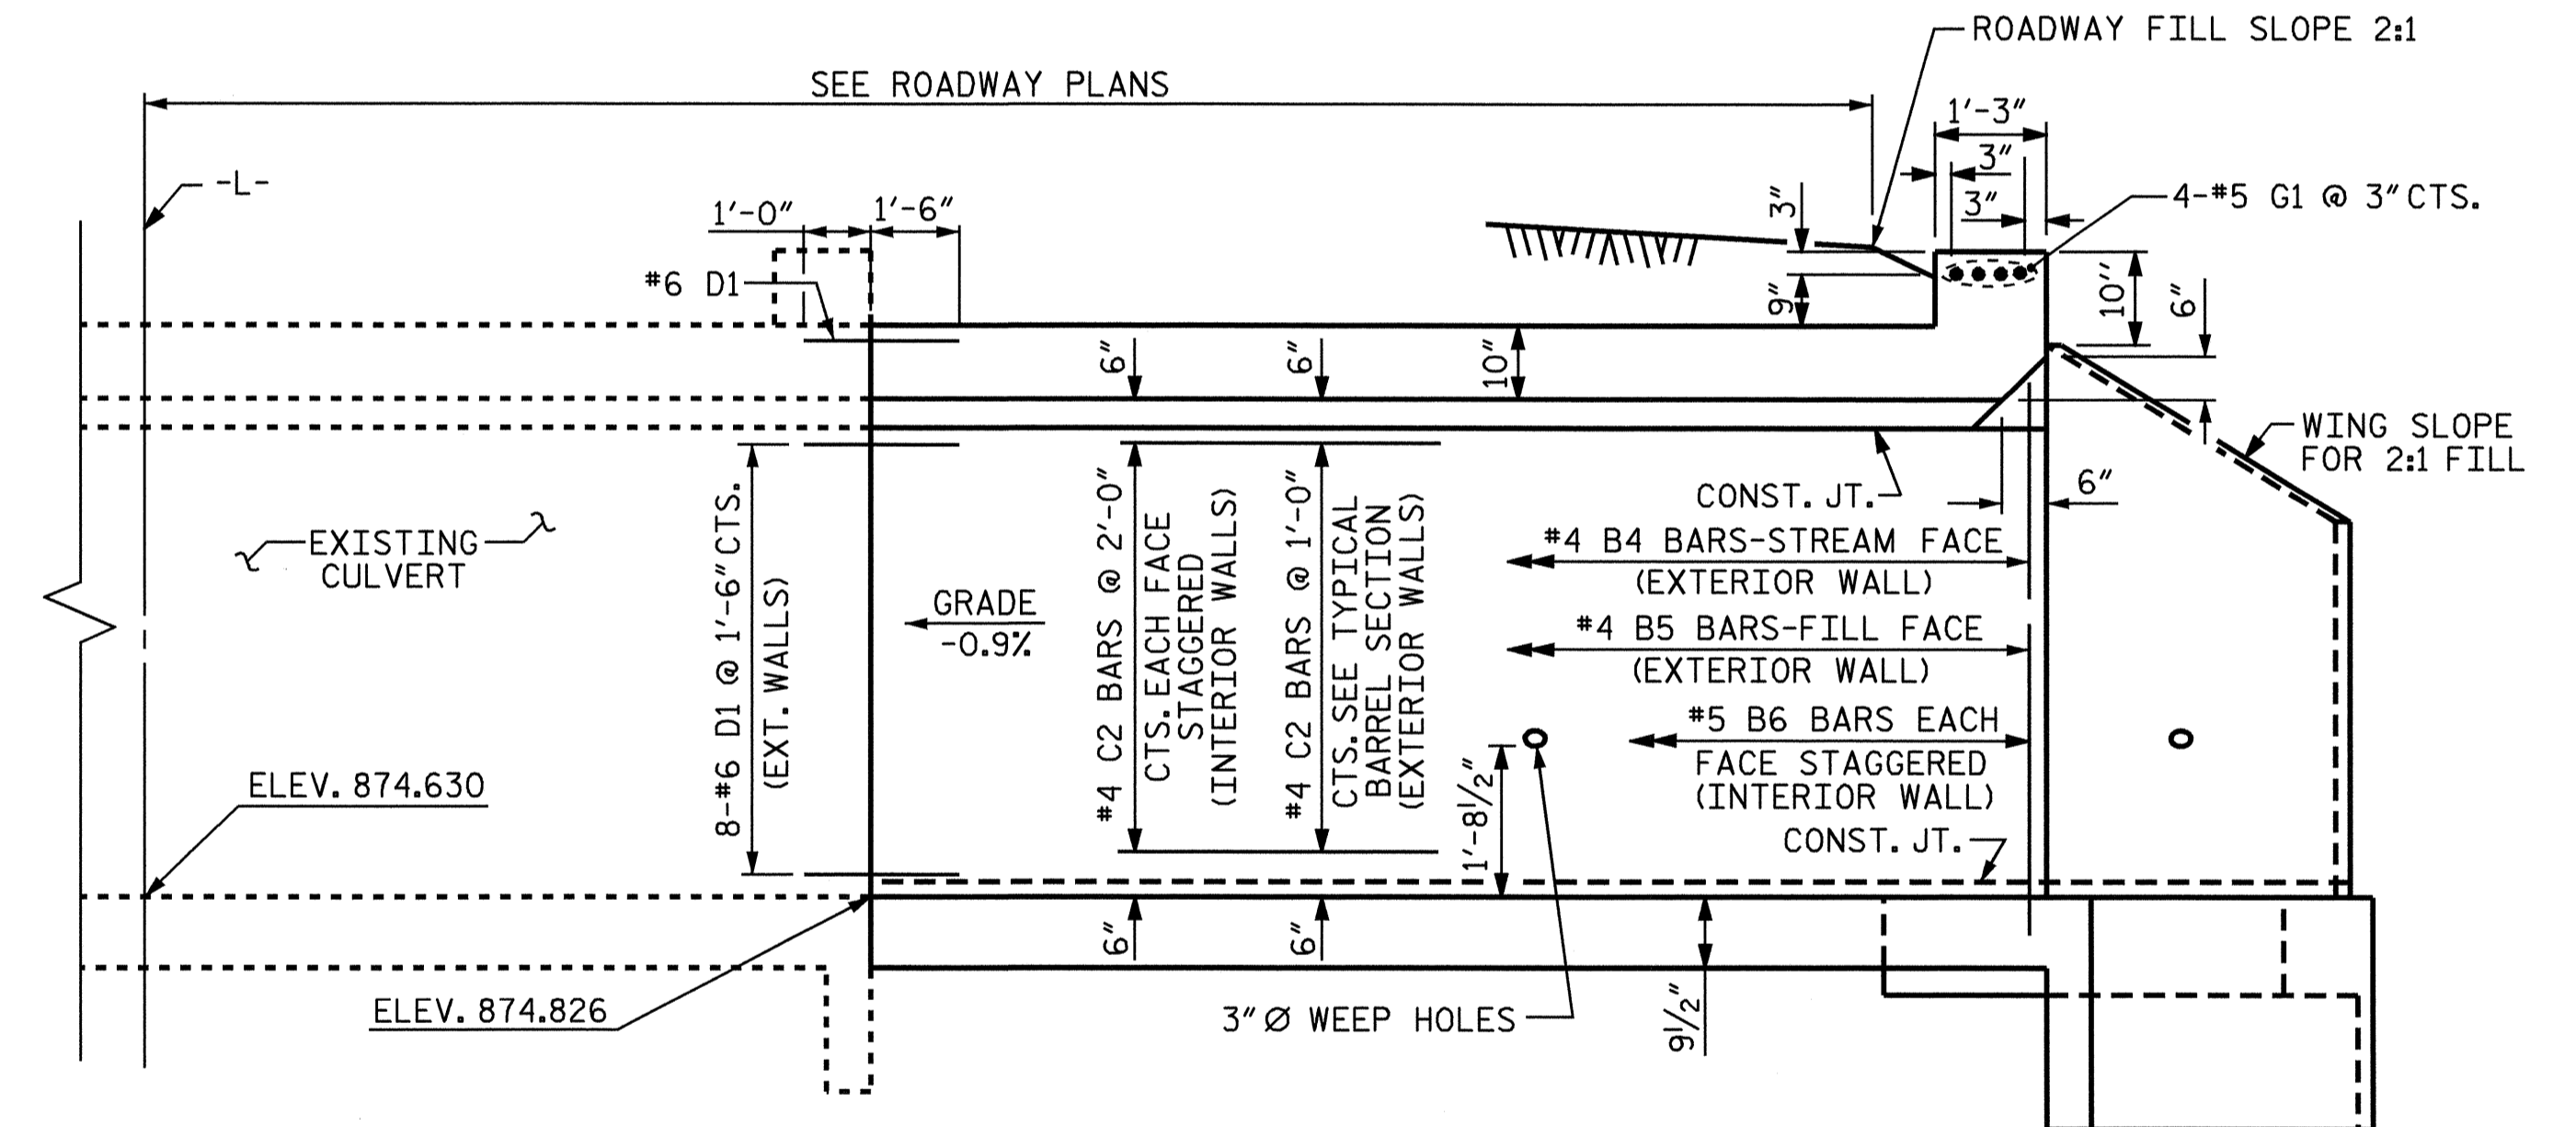 ROADWAY FILL SLOPE 2:1
SEE ROADWAY PLANS
1'-3"
3"
3"
4-#5 G1 @ 3" CTS.
-L-
1'-0"
1'-6"
3"
#6 D1
9"
10"
6"
6"
6"
10"
WING SLOPE
FOR 2:1 FILL
6"
CONST. JT.
EXISTING
CULVERT
8-#6 D1 @ 1'-6" CTS.
(EXT. WALLS)
GRADE
-0.9%
#4 C2 BARS @ 2'-0"
CTS. EACH FACE
STAGGERED
(INTERIOR WALLS)
#4 C2 BARS @ 1'-0"
CTS. SEE TYPICAL
BARREL SECTION
(EXTERIOR WALLS)
#4 B4 BARS-STREAM FACE
(EXTERIOR WALL)
#4 B5 BARS-FILL FACE
(EXTERIOR WALL)
#5 B6 BARS EACH
FACE STAGGERED
(INTERIOR WALL)
CONST. JT.
1'-8 1/2"
ELEV. 874.630
6"
6"
9 1/2"
ELEV. 874.826
3" Ø WEEP HOLES